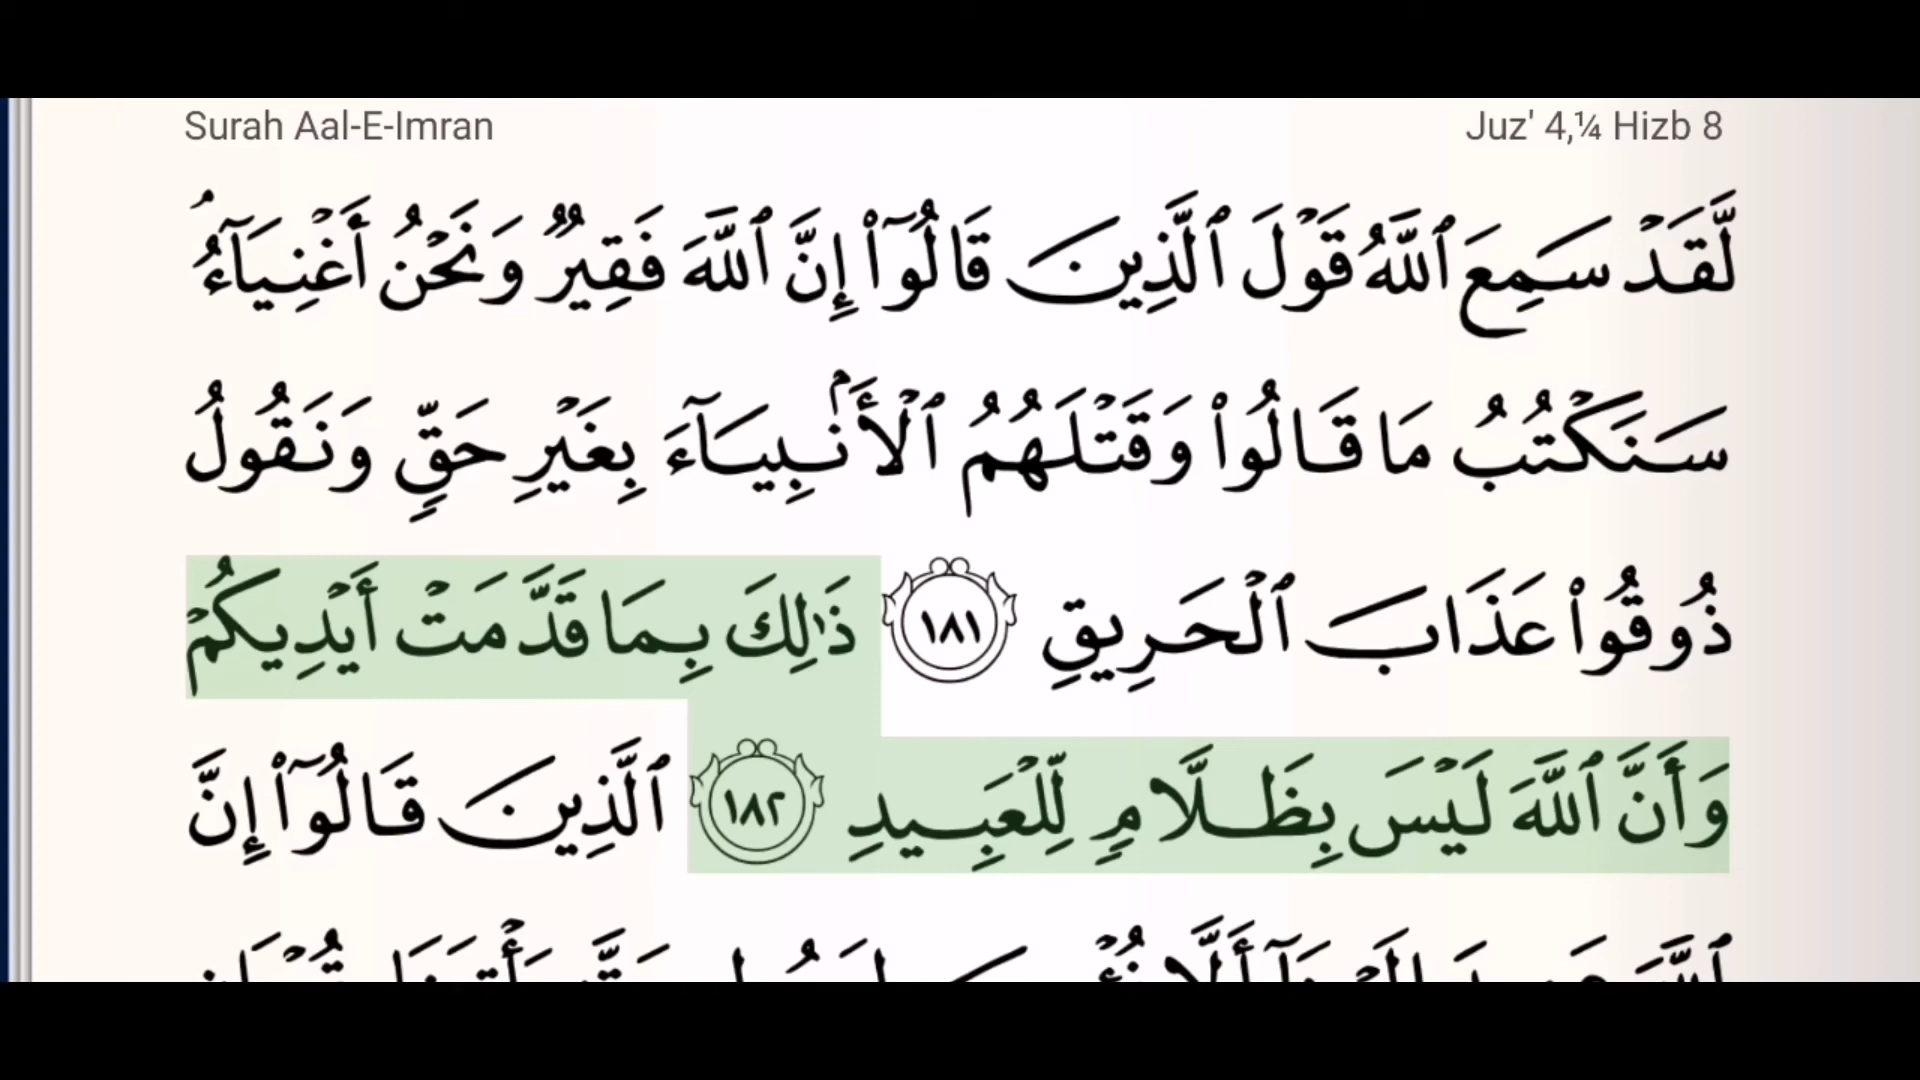 Surah Aal-E-Imran
Juz' 4,¼ Hizb 8
لَّقَدْ سَمِعَ ٱللَّهُ قَوْلَ ٱلَّذِينَ قَالُوٓا۟ إِنَّ ٱللَّهَ فَقِيرٌ وَنَحْنُ أَغْنِيَآءُ ۘ
سَنَكْتُبُ مَا قَالُوا۟ وَقَتْلَهُمُ ٱلْأَنۢبِيَآءَ بِغَيْرِ حَقٍّ وَنَقُولُ
ذُوقُوا۟ عَذَابَ ٱلْحَرِيقِ ١٨١ ذَٰلِكَ بِمَا قَدَّمَتْ أَيْدِيكُمْ
وَأَنَّ ٱللَّهَ لَيْسَ بِظَلَّامٍ لِّلْعَبِيدِ ١٨٢ ٱلَّذِينَ قَالُوٓا۟ إِنَّ